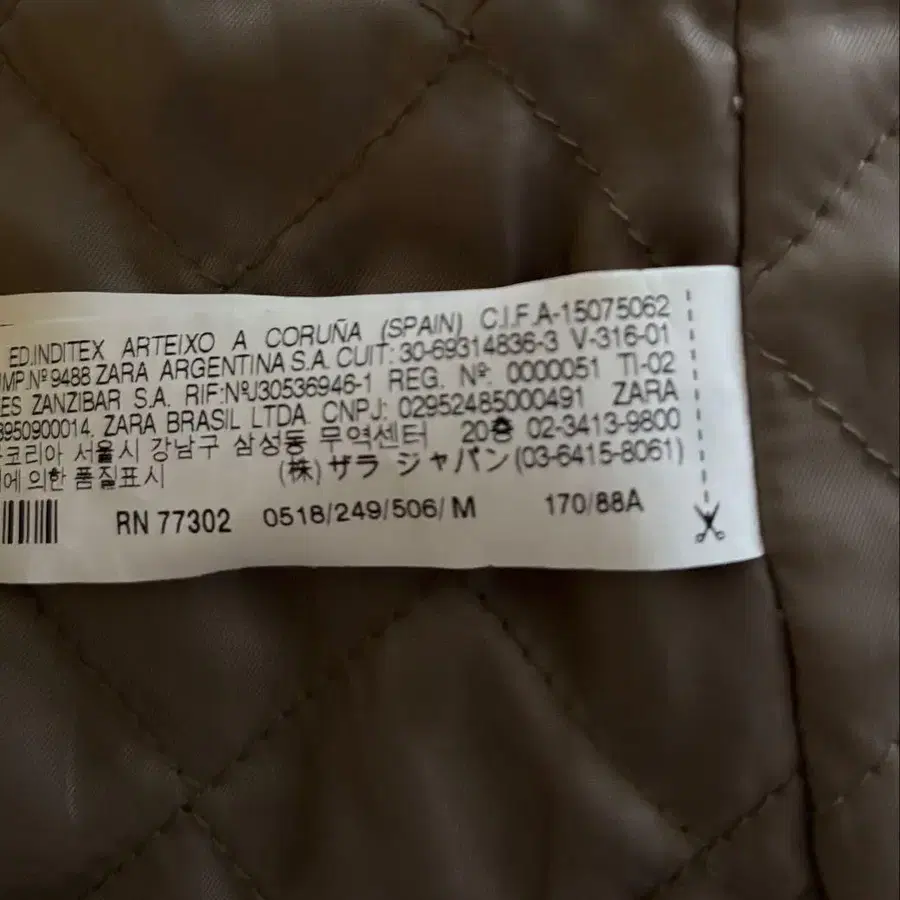 ED.INDITEX ARTEIXO A CORUÑA (SPAIN) C.I.F.A-15075062
IMP.Nº 9488 ZARA ARGENTINA S.A. CUIT: 30-69314836-3 V-316-01
ES ZANZIBAR S.A. RIF:NºJ30536946-1 REG. Nº: 0000051 TI-02
3950900014. ZARA BRASIL LTDA. CNPJ: 02952485000491 ZARA
코리아 서울시 강남구 삼성동 무역센터 20층 02-3413-9800
에 의한 품질표시 (株) ザラ ジャパン(03-6415-8061)
RN 77302 0518/249/506/M 170/88A